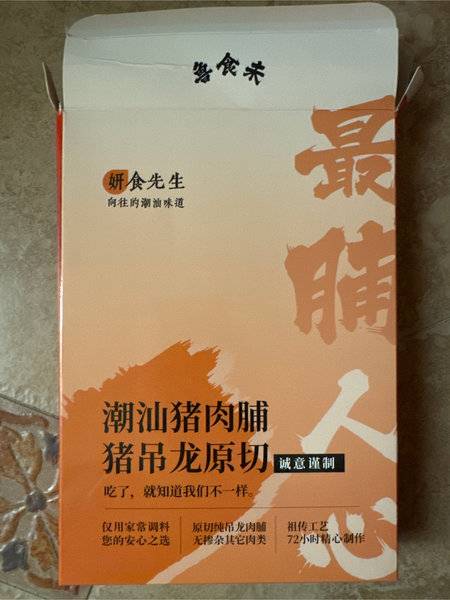 妍食先生
向往的潮汕味道
最脯人心
潮汕猪肉脯
猪吊龙原切 诚意谨制
吃了，就知道我们不一样。
仅用家常调料 原切纯吊龙肉脯 祖传工艺
您的安心之选 无掺杂其它肉类 72小时精心制作